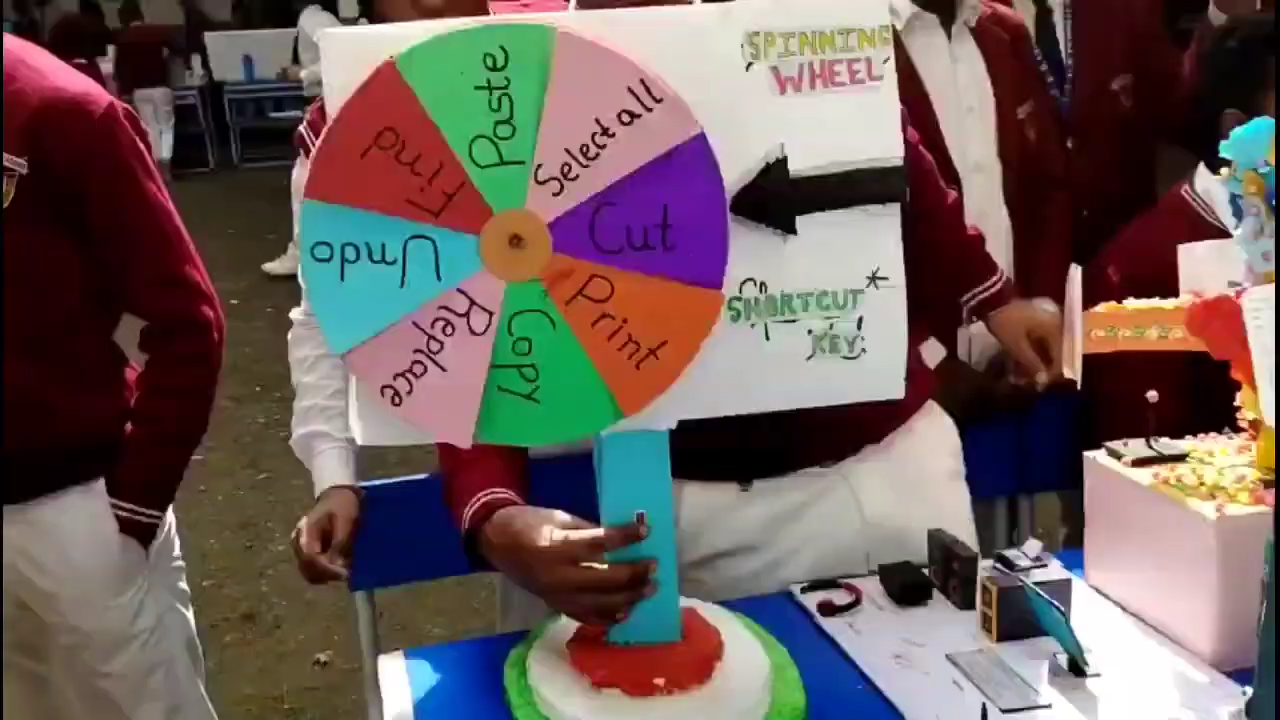 SPINNING
WHEEL
Paste
Select all
Cut
Print
Copy
Replace
Undo
Find
SHORTCUT
KEY